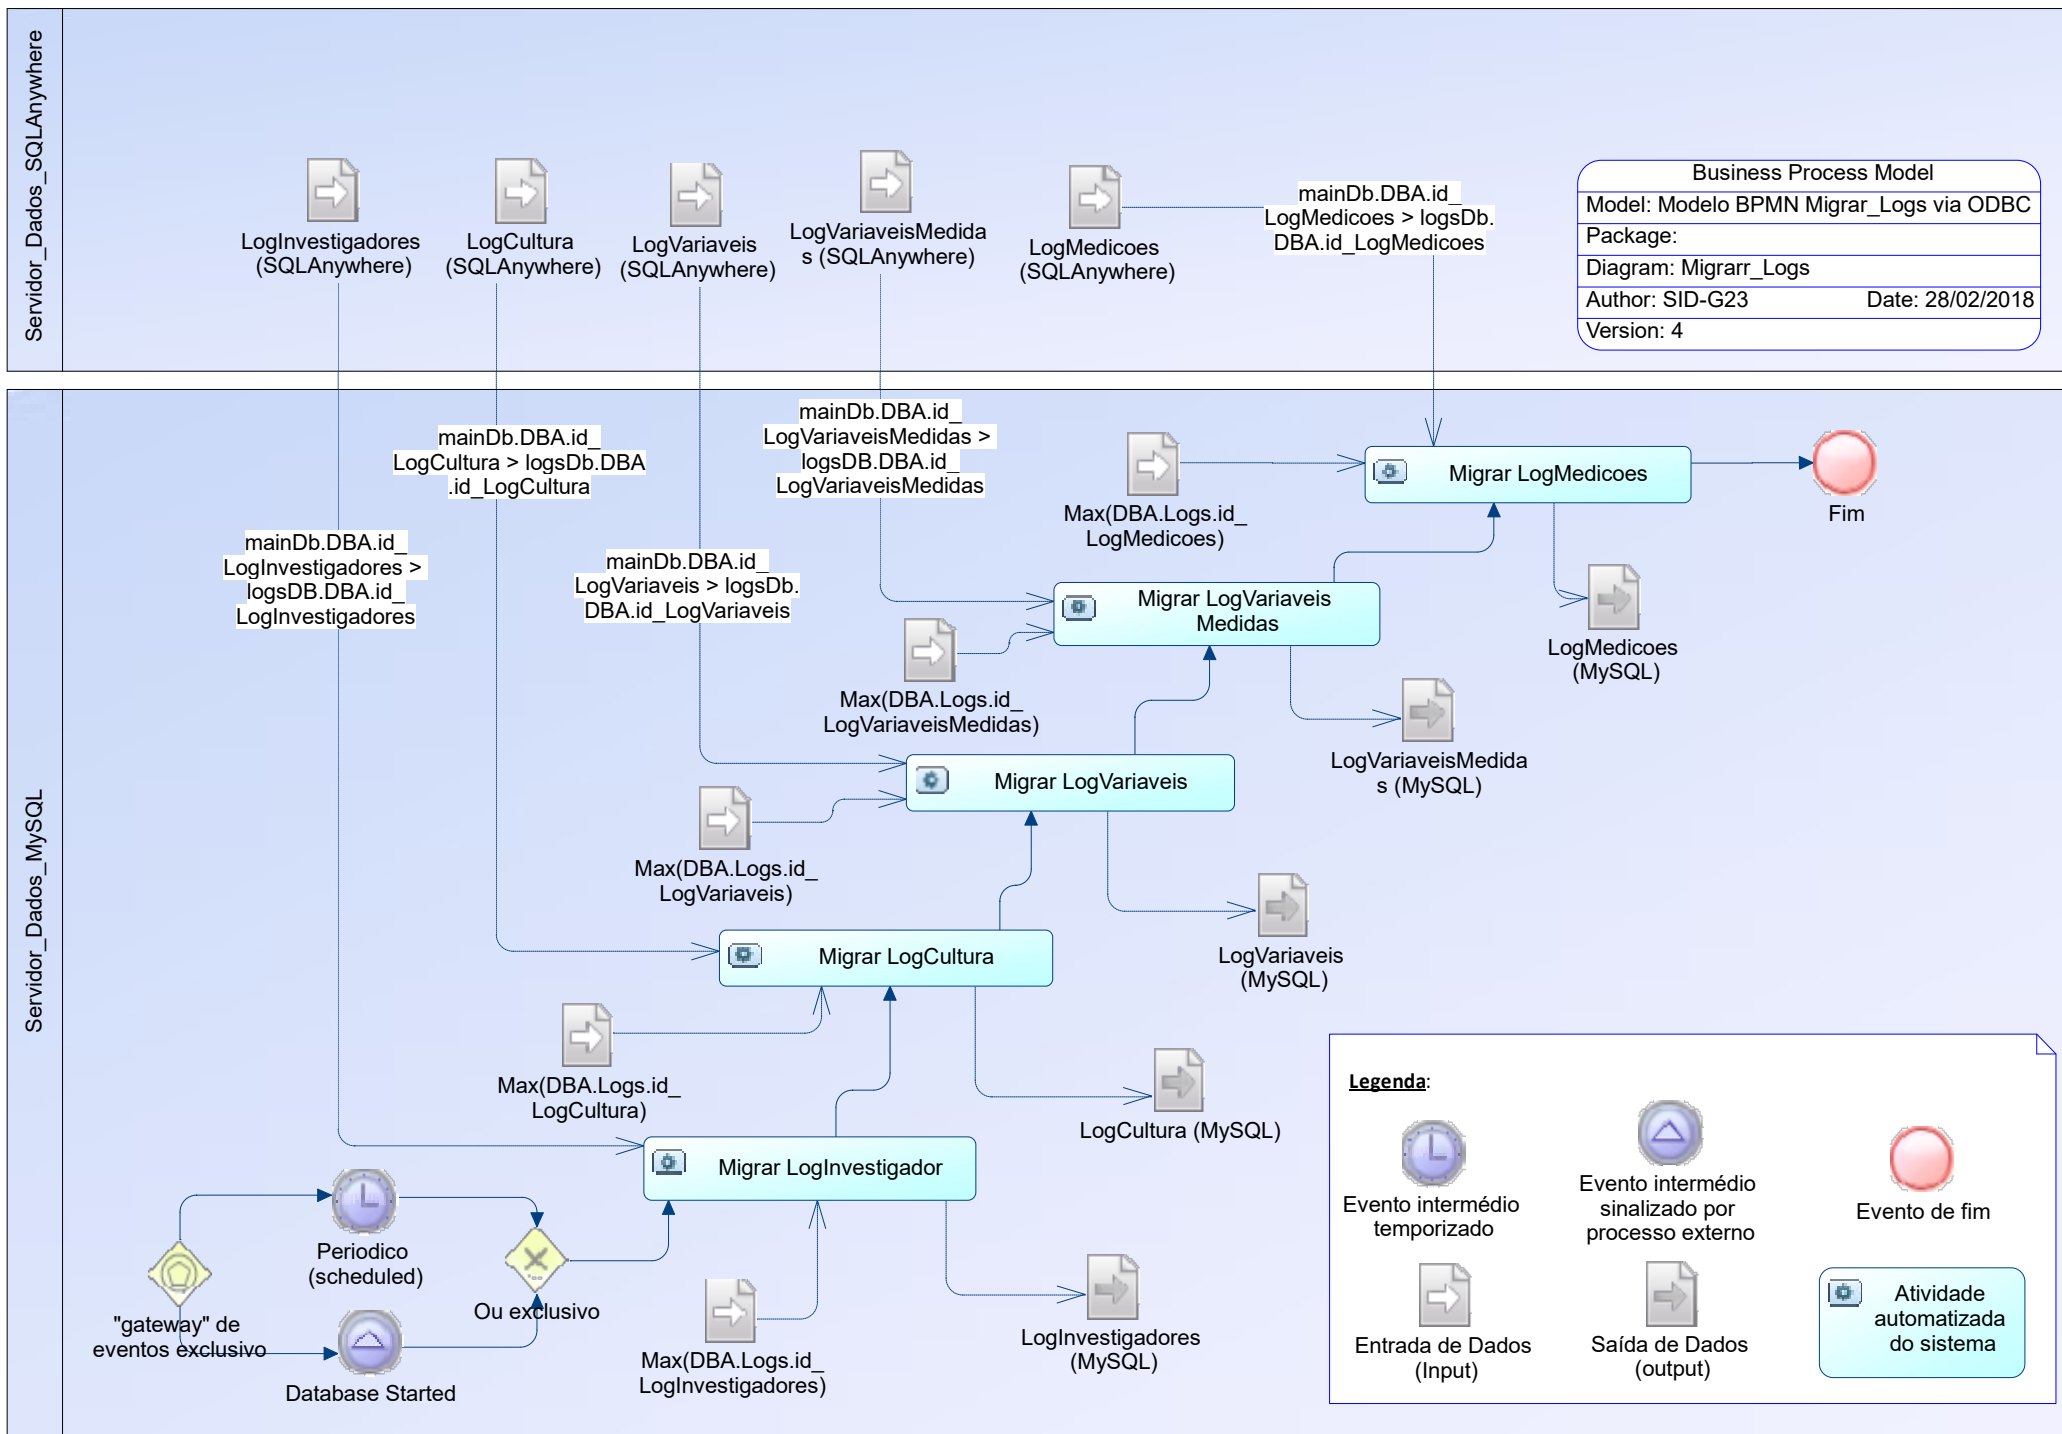 Servidor_Dados_SQLAnywhere
LogInvestigadores
(SQLAnywhere)
LogCultura
(SQLAnywhere)
LogVariaveis
(SQLAnywhere)
LogVariaveisMedida
s (SQLAnywhere)
LogMedicoes
(SQLAnywhere)
mainDb.DBA.id_
LogMedicoes > logsDb.
DBA.id_LogMedicoes
Business Process Model
Model: Modelo BPMN Migrar_Logs via ODBC
Package:
Diagram: Migrarr_Logs
Author: SID-G23 Date: 28/02/2018
Version: 4
Servidor_Dados_MySQL
mainDb.DBA.id_
LogInvestigadores >
logsDB.DBA.id_
LogInvestigadores
mainDb.DBA.id_
LogCultura > logsDb.DBA
.id_LogCultura
mainDb.DBA.id_
LogVariaveis > logsDb.
DBA.id_LogVariaveis
mainDb.DBA.id_
LogVariaveisMedidas >
logsDB.DBA.id_
LogVariaveisMedidas
Max(DBA.Logs.id_
LogMedicoes)
Migrar LogMedicoes
Fim
LogMedicoes
(MySQL)
Migrar LogVariaveis
Medidas
Max(DBA.Logs.id_
LogVariaveisMedidas)
LogVariaveisMedida
s (MySQL)
Migrar LogVariaveis
Max(DBA.Logs.id_
LogVariaveis)
LogVariaveis
(MySQL)
Migrar LogCultura
Max(DBA.Logs.id_
LogCultura)
LogCultura (MySQL)
Migrar LogInvestigador
Max(DBA.Logs.id_
LogInvestigadores)
LogInvestigadores
(MySQL)
"gateway" de
eventos exclusivo
Periodico
(scheduled)
Database Started
Ou exclusivo
Legenda:
Evento intermédio
temporizado
Evento intermédio
sinalizado por
processo externo
Evento de fim
Entrada de Dados
(Input)
Saída de Dados
(output)
Atividade
automatizada
do sistema